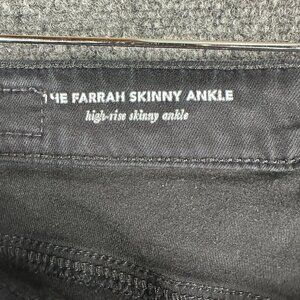 THE FARRAH SKINNY ANKLE
high-rise skinny ankle